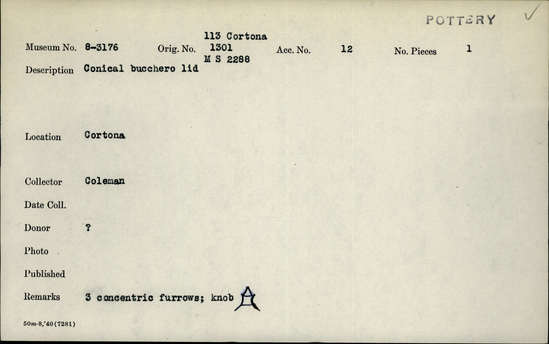 POTTERY ✓
113 Cortona
Museum No. 8-3176 Orig. No. 1301 Acc. No. 12 No. Pieces 1
M S 2288
Description Conical bucchero lid
Location Cortona
Collector Coleman
Date Coll.
Donor ?
Photo
Published
Remarks 3 concentric furrows; knob
50m-8,'40(7281)